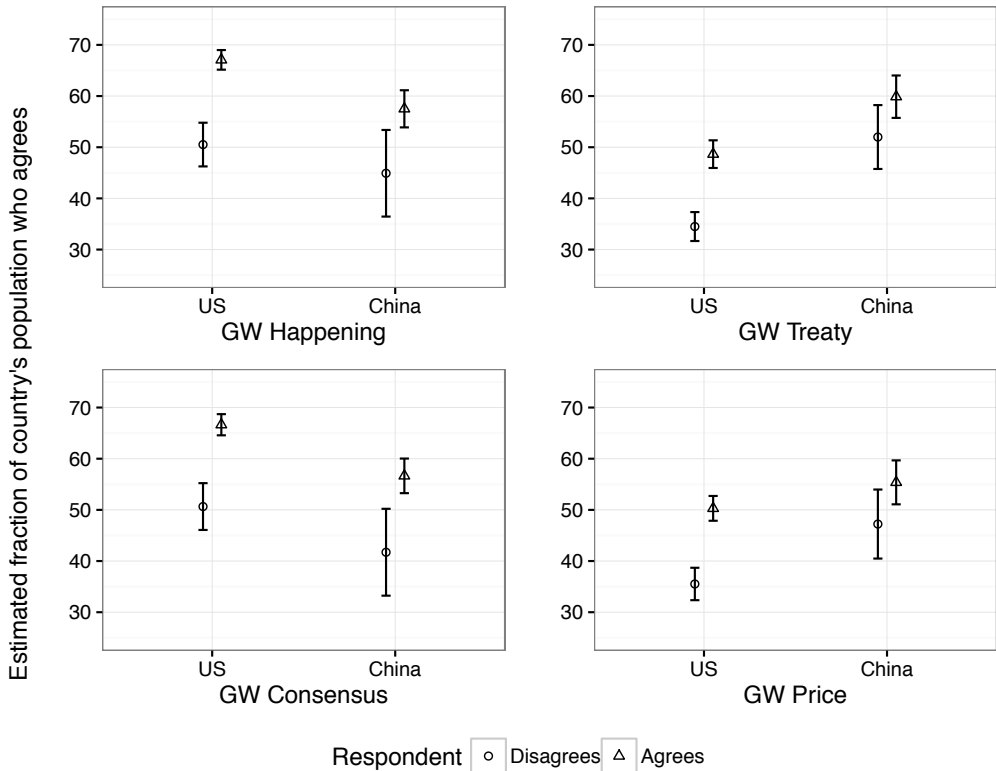 Estimated fraction of country's population who agrees
70
60
50
40
30
US China
GW Happening
70
60
50
40
30
US China
GW Treaty
70
60
50
40
30
US China
GW Consensus
70
60
50
40
30
US China
GW Price
Respondent Disagrees Agrees